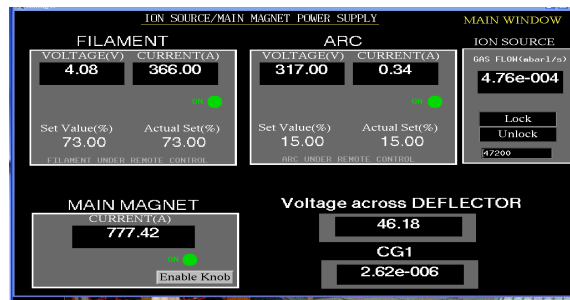 ION SOURCE/MAIN MAGNET POWER SUPPLY
MAIN WINDOW
FILAMENT
VOLTAGE(V) CURRENT(A)
4.08 366.00
ON
Set Value(%) Actual Set(%)
73.00 73.00
FILAMENT UNDER REMOTE CONTROL
ARC
VOLTAGE(V) CURRENT(A)
317.00 0.34
ON
Set Value(%) Actual Set(%)
15.00 15.00
ARC UNDER REMOTE CONTROL
ION SOURCE
GAS FLOW(mbarl/s)
4.76e-004
Lock
Unlock
47200
MAIN MAGNET
CURRENT(A)
777.42
ON
Enable Knob
Voltage across DEFLECTOR
46.18
CG1
2.62e-006